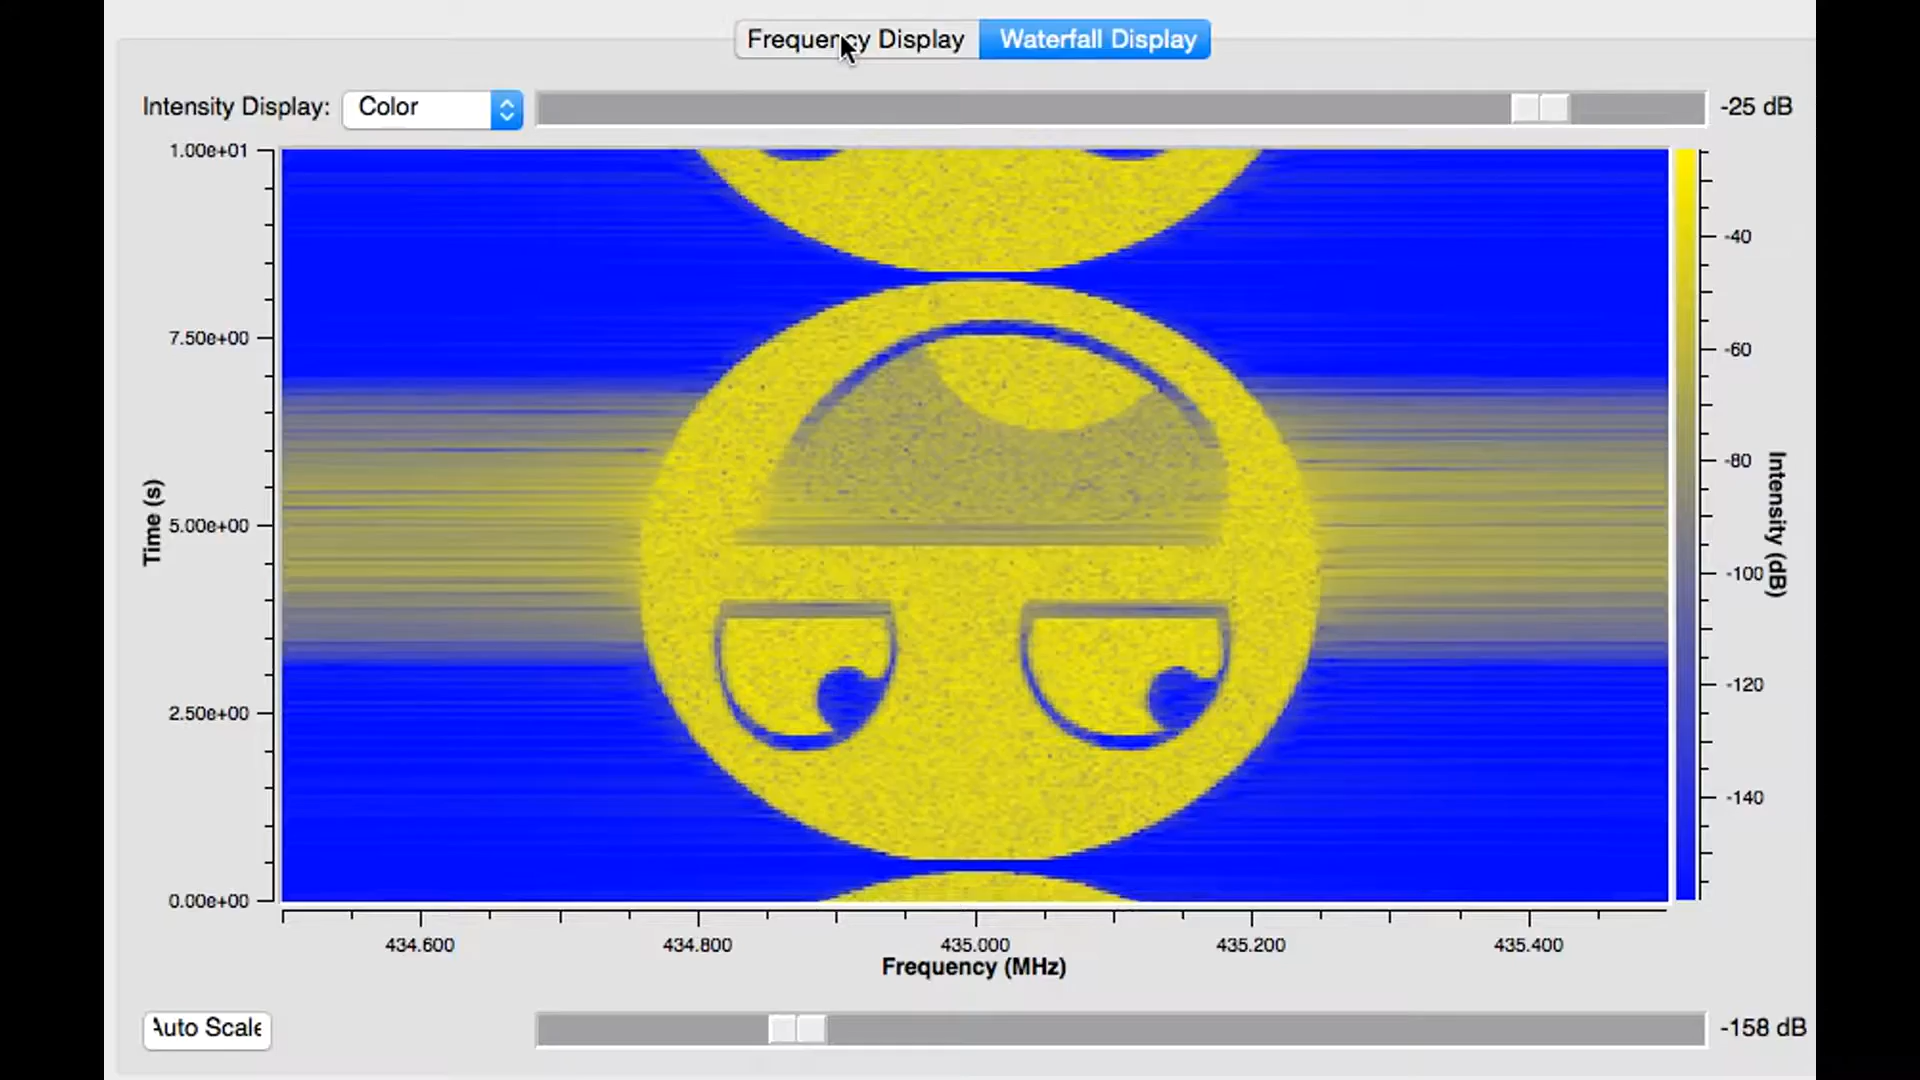 Frequency Display Waterfall Display
Intensity Display: Color -25 dB
1.00e+01
-40
7.50e+00
-60
-80
Time (s)
Intensity (dB)
5.00e+00
-100
-120
2.50e+00
-140
0.00e+00
434.600 434.800 435.000 435.200 435.400
Frequency (MHz)
Auto Scale -158 dB